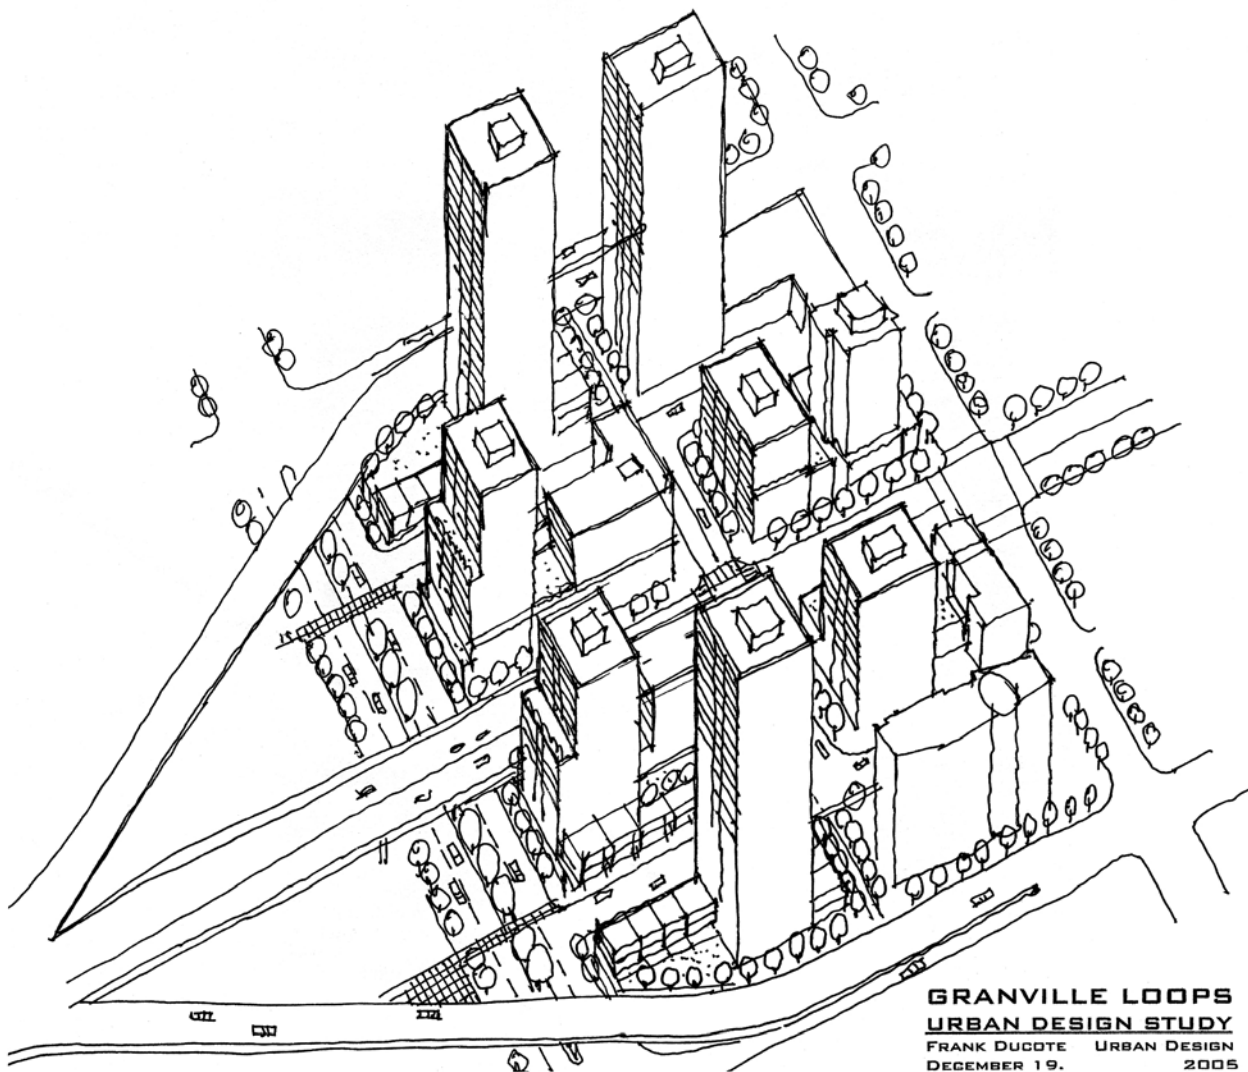 GRANVILLE LOOPS
URBAN DESIGN STUDY
FRANK DUCOTE URBAN DESIGN
DECEMBER 19. 2005